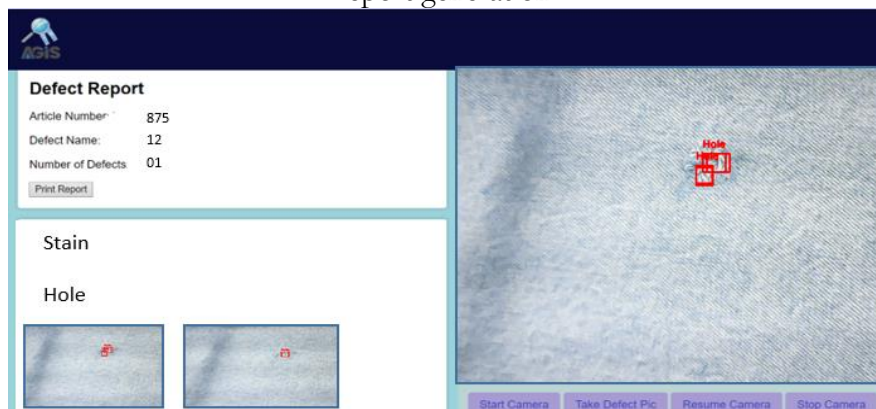 AGIS
Defect Report
Article Number 875
Defect Name: 12
Number of Defects 01
Print Report
Stain
Hole
Hole
Hole
Start Camera
Take Defect Pic
Resume Camera
Stop Camera